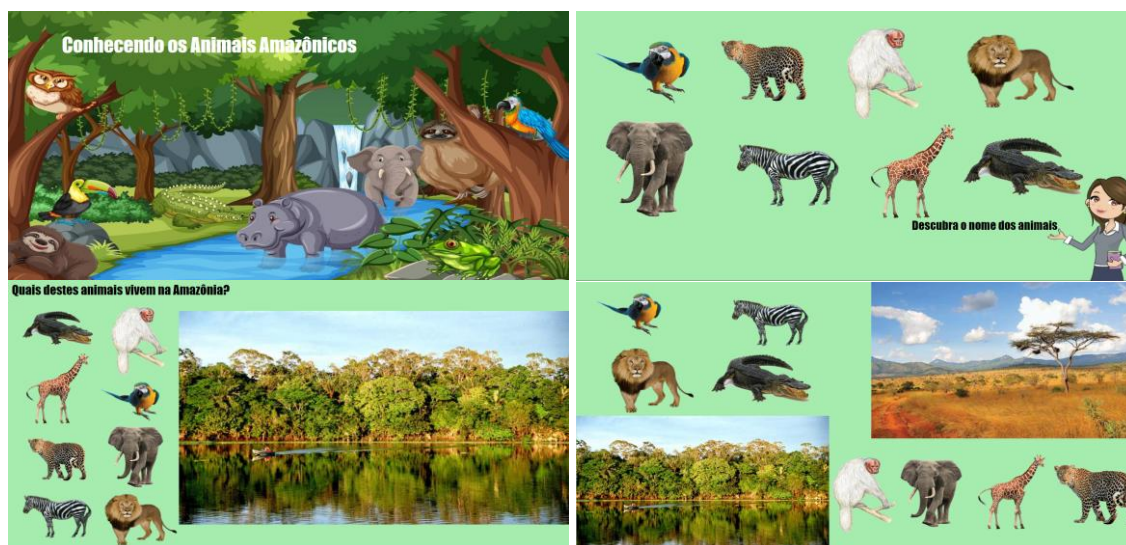 Conhecendo os Animais Amazônicos
Descubra o nome dos animais
Quais destes animais vivem na Amazônia?